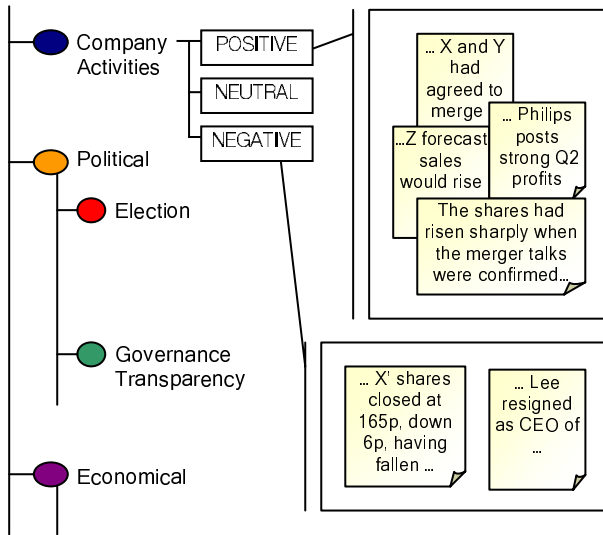 Company
Activities
POSITIVE
NEUTRAL
NEGATIVE
Political
Election
Governance
Transparency
Economical
... X and Y
had
agreed to
merge
... Philips
posts
strong Q2
profits
...Z forecast
sales
would rise
The shares had
risen sharply when
the merger talks
were confirmed...
... X' shares
closed at
165p, down
6p, having
fallen ...
... Lee
resigned
as CEO of
...